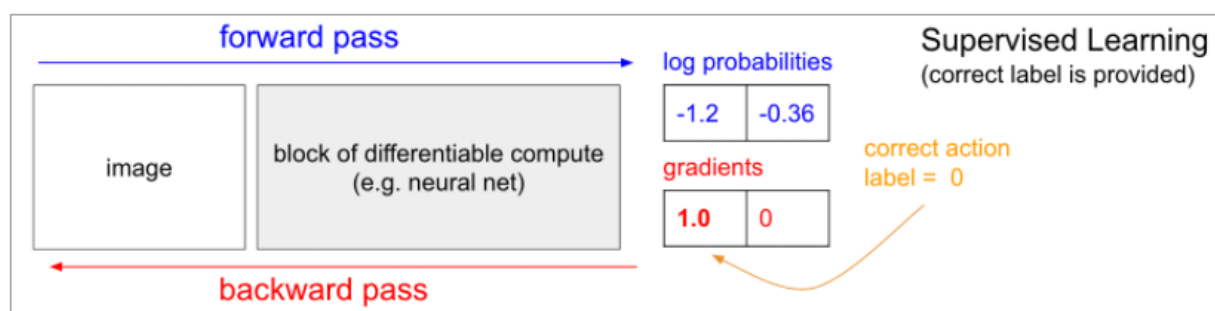 forward pass
Supervised Learning
(correct label is provided)
log probabilities
-1.2 -0.36
image
block of differentiable compute
(e.g. neural net)
correct action
label = 0
gradients
1.0 0
backward pass